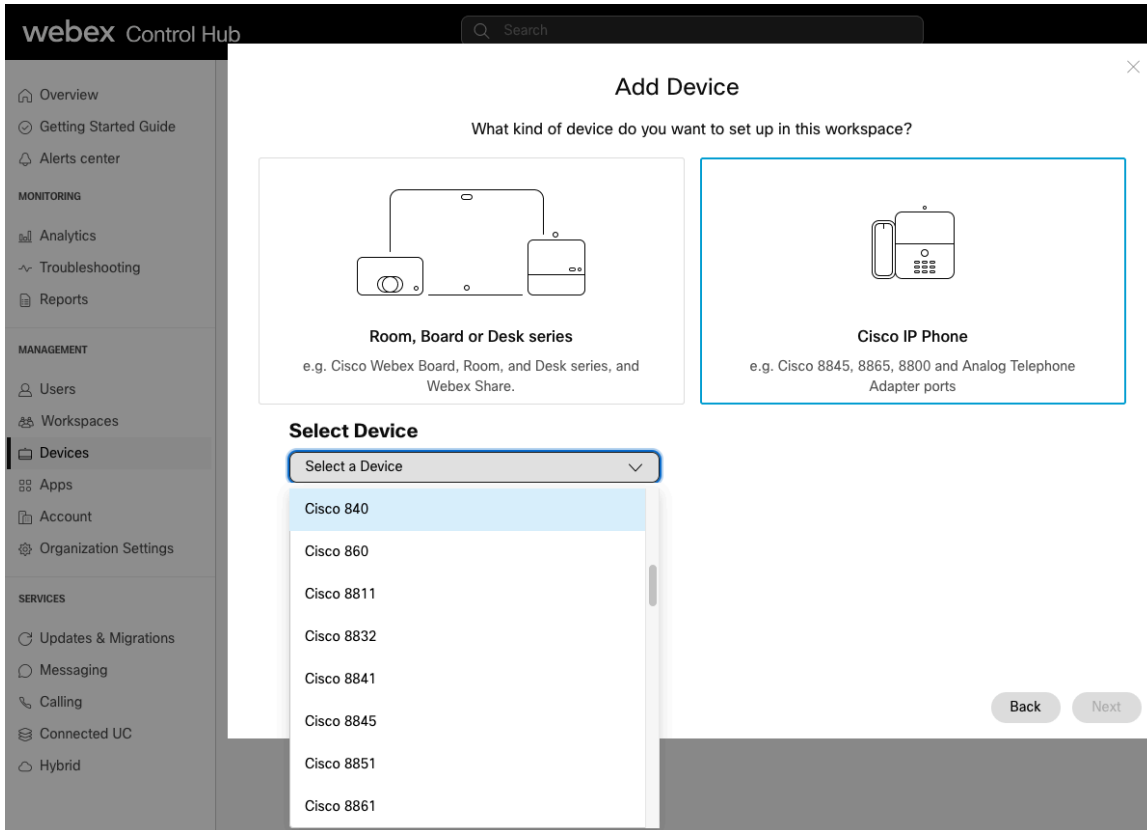 webex Control Hub
Search
Overview
Getting Started Guide
Alerts center
MONITORING
Analytics
Troubleshooting
Reports
MANAGEMENT
Users
Workspaces
Devices
Apps
Account
Organization Settings
SERVICES
Updates & Migrations
Messaging
Calling
Connected UC
Hybrid
Add Device
What kind of device do you want to set up in this workspace?
Room, Board or Desk series
e.g. Cisco Webex Board, Room, and Desk series, and
Webex Share.
Cisco IP Phone
e.g. Cisco 8845, 8865, 8800 and Analog Telephone
Adapter ports
Select Device
Select a Device
Cisco 840
Cisco 860
Cisco 8811
Cisco 8832
Cisco 8841
Cisco 8845
Cisco 8851
Cisco 8861
Back
Next